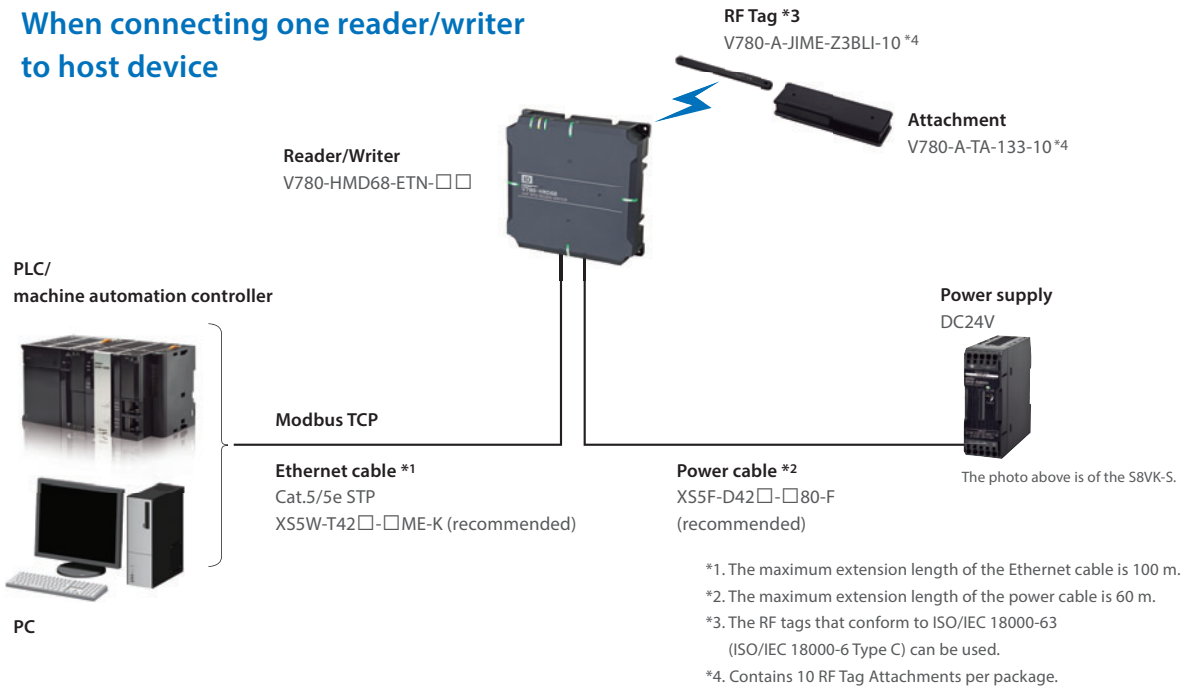 When connecting one reader/writer
to host device
RF Tag *3
V780-A-JIME-Z3BLI-10 *4
Attachment
V780-A-TA-133-10 *4
Reader/Writer
V780-HMD68-ETN-□□
PLC/
machine automation controller
Power supply
DC24V
Modbus TCP
Ethernet cable *1
Cat.5/5e STP
XS5W-T42□-□ME-K (recommended)
Power cable *2
XS5F-D42□-□80-F
(recommended)
The photo above is of the S8VK-S.
PC
*1. The maximum extension length of the Ethernet cable is 100 m.
*2. The maximum extension length of the power cable is 60 m.
*3. The RF tags that conform to ISO/IEC 18000-63
(ISO/IEC 18000-6 Type C) can be used.
*4. Contains 10 RF Tag Attachments per package.